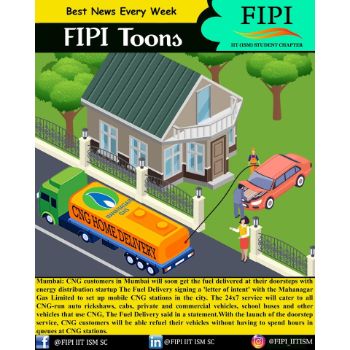 Best News Every Week
FIPI
FIPI Toons
IIT (ISM) STUDENT CHAPTER
MAHANAGAR GAS
CNG HOME DELIVERY
Mumbai: CNG customers in Mumbai will soon get the fuel delivered at their doorsteps with
energy distribution startup The Fuel Delivery signing a 'letter of intent' with the Mahanagar
Gas Limited to set up mobile CNG stations in the city. The 24x7 service will cater to all
CNG-run auto rickshaws, cabs, private and commercial vehicles, school buses and other
vehicles that use CNG, The Fuel Delivery said in a statement.With the launch of the doorstep
service, CNG customers will be able refuel their vehicles without having to spend hours in
queues at CNG stations.
@FIPI IIT ISM SC
@FIPI IIT ISM SC
@FIPI_IITISM